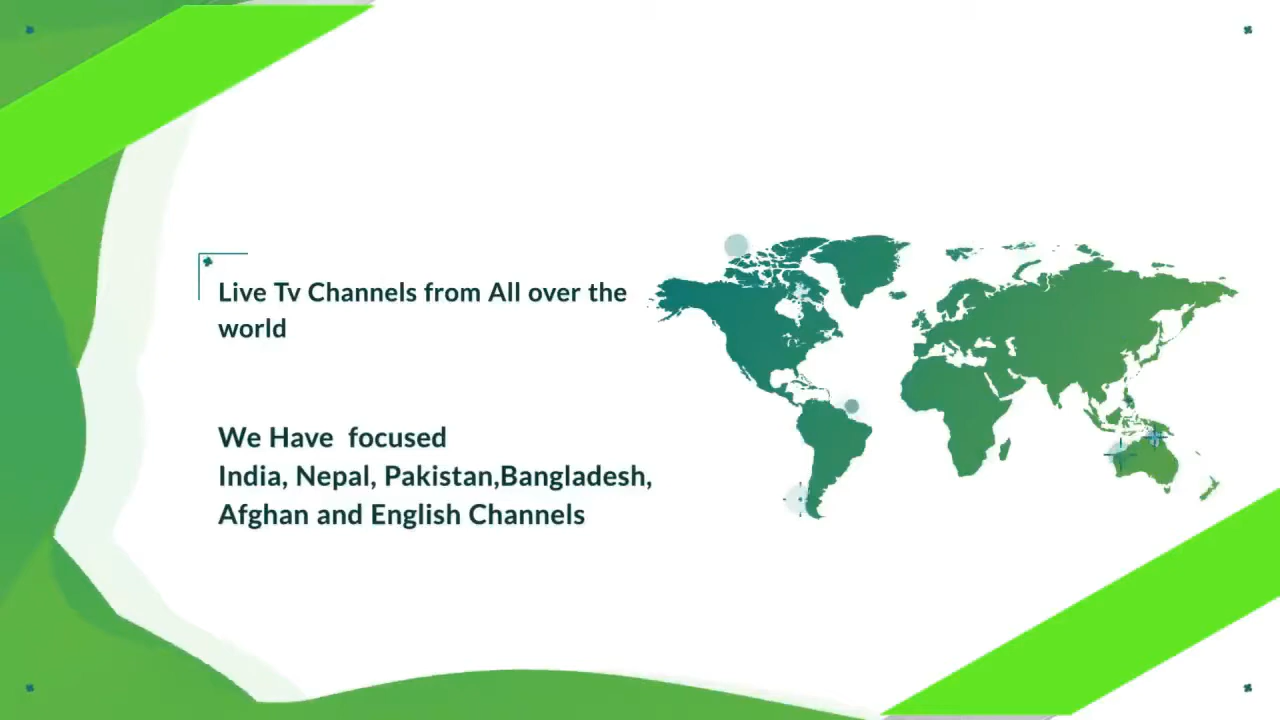 Live Tv Channels from All over the
world
We Have  focused
India, Nepal, Pakistan,Bangladesh,
Afghan and English Channels